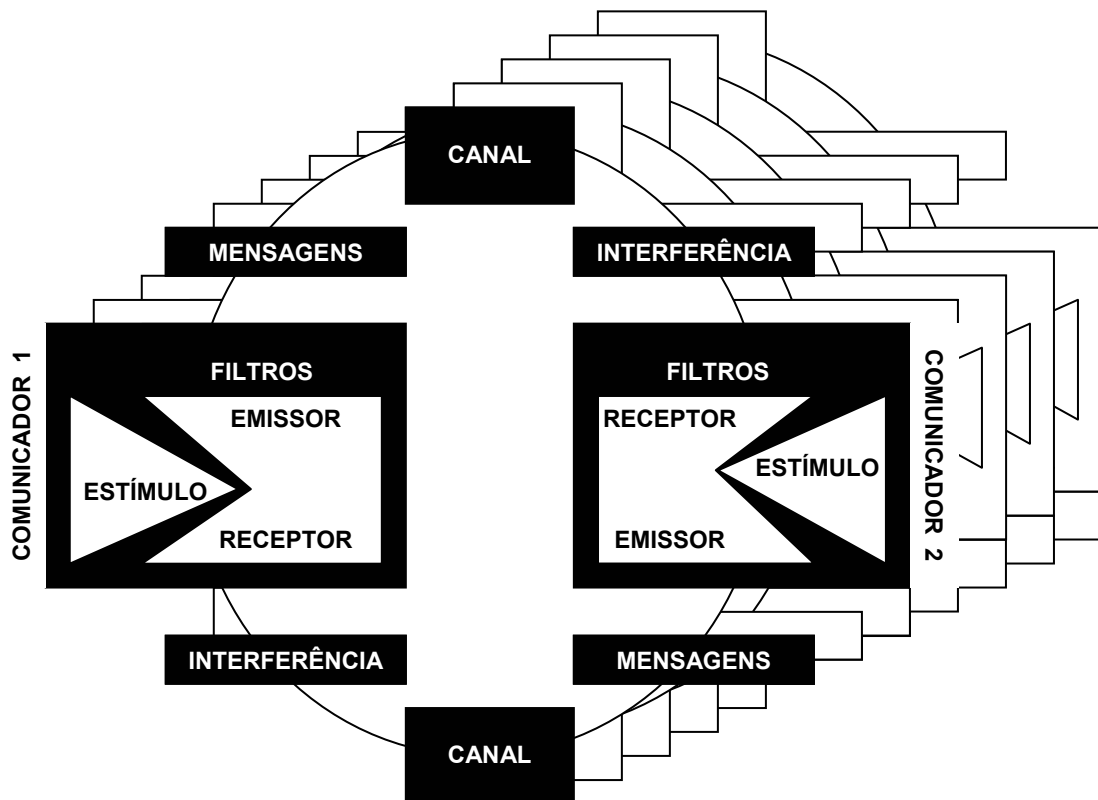 CANAL
MENSAGENS
INTERFERÊNCIA
COMUNICADOR 1
FILTROS
EMISSOR
ESTÍMULO
RECEPTOR
FILTROS
RECEPTOR
ESTÍMULO
EMISSOR
COMUNICADOR 2
INTERFERÊNCIA
MENSAGENS
CANAL